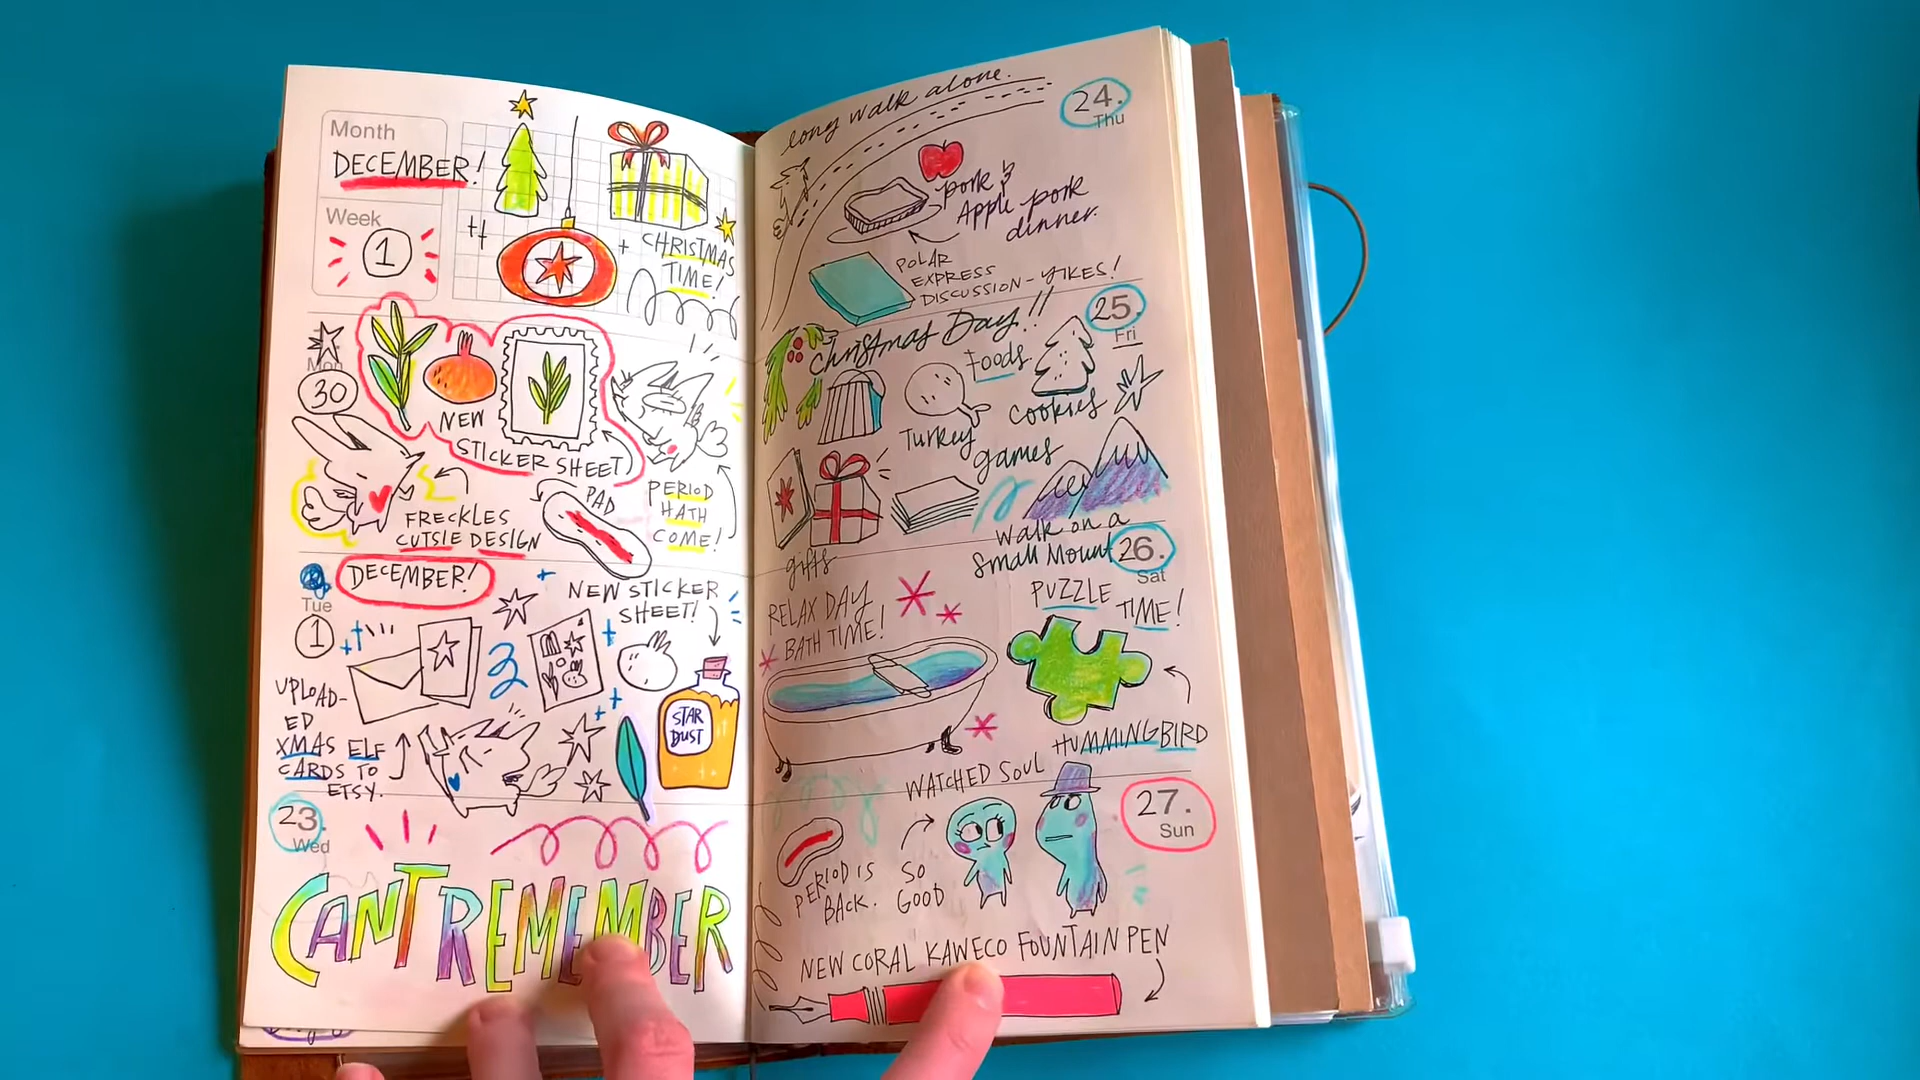 Month
DECEMBER!
Week
1
CHRISTMAS
TIME!
Mon
30
NEW
STICKER SHEET
FRECKLES
CUTSIE DESIGN
PAD
PERIOD
HATH
COME!
DECEMBER!
Tue
1
NEW STICKER
SHEET!
UPLOAD-
ED
XMAS ELF
CARDS TO
ETSY.
STAR
DUST
23.
Wed
CANT REMEMBER
long walk alone.
24.
Thu
pork &
Apple pork
dinner.
POLAR
EXPRESS
DISCUSSION - YIKES!
25.
Fri
Christmas Day!!
Foods
Turkey
cookies
games
gifts
Walk on a
Small Mount
26.
Sat
RELAX DAY
BATH TIME!
PUZZLE
TIME!
HUMMINGBIRD
27.
Sun
WATCHED SOUL
SO
GOOD
PERIOD IS
BACK.
NEW CORAL KAWECO FOUNTAIN PEN